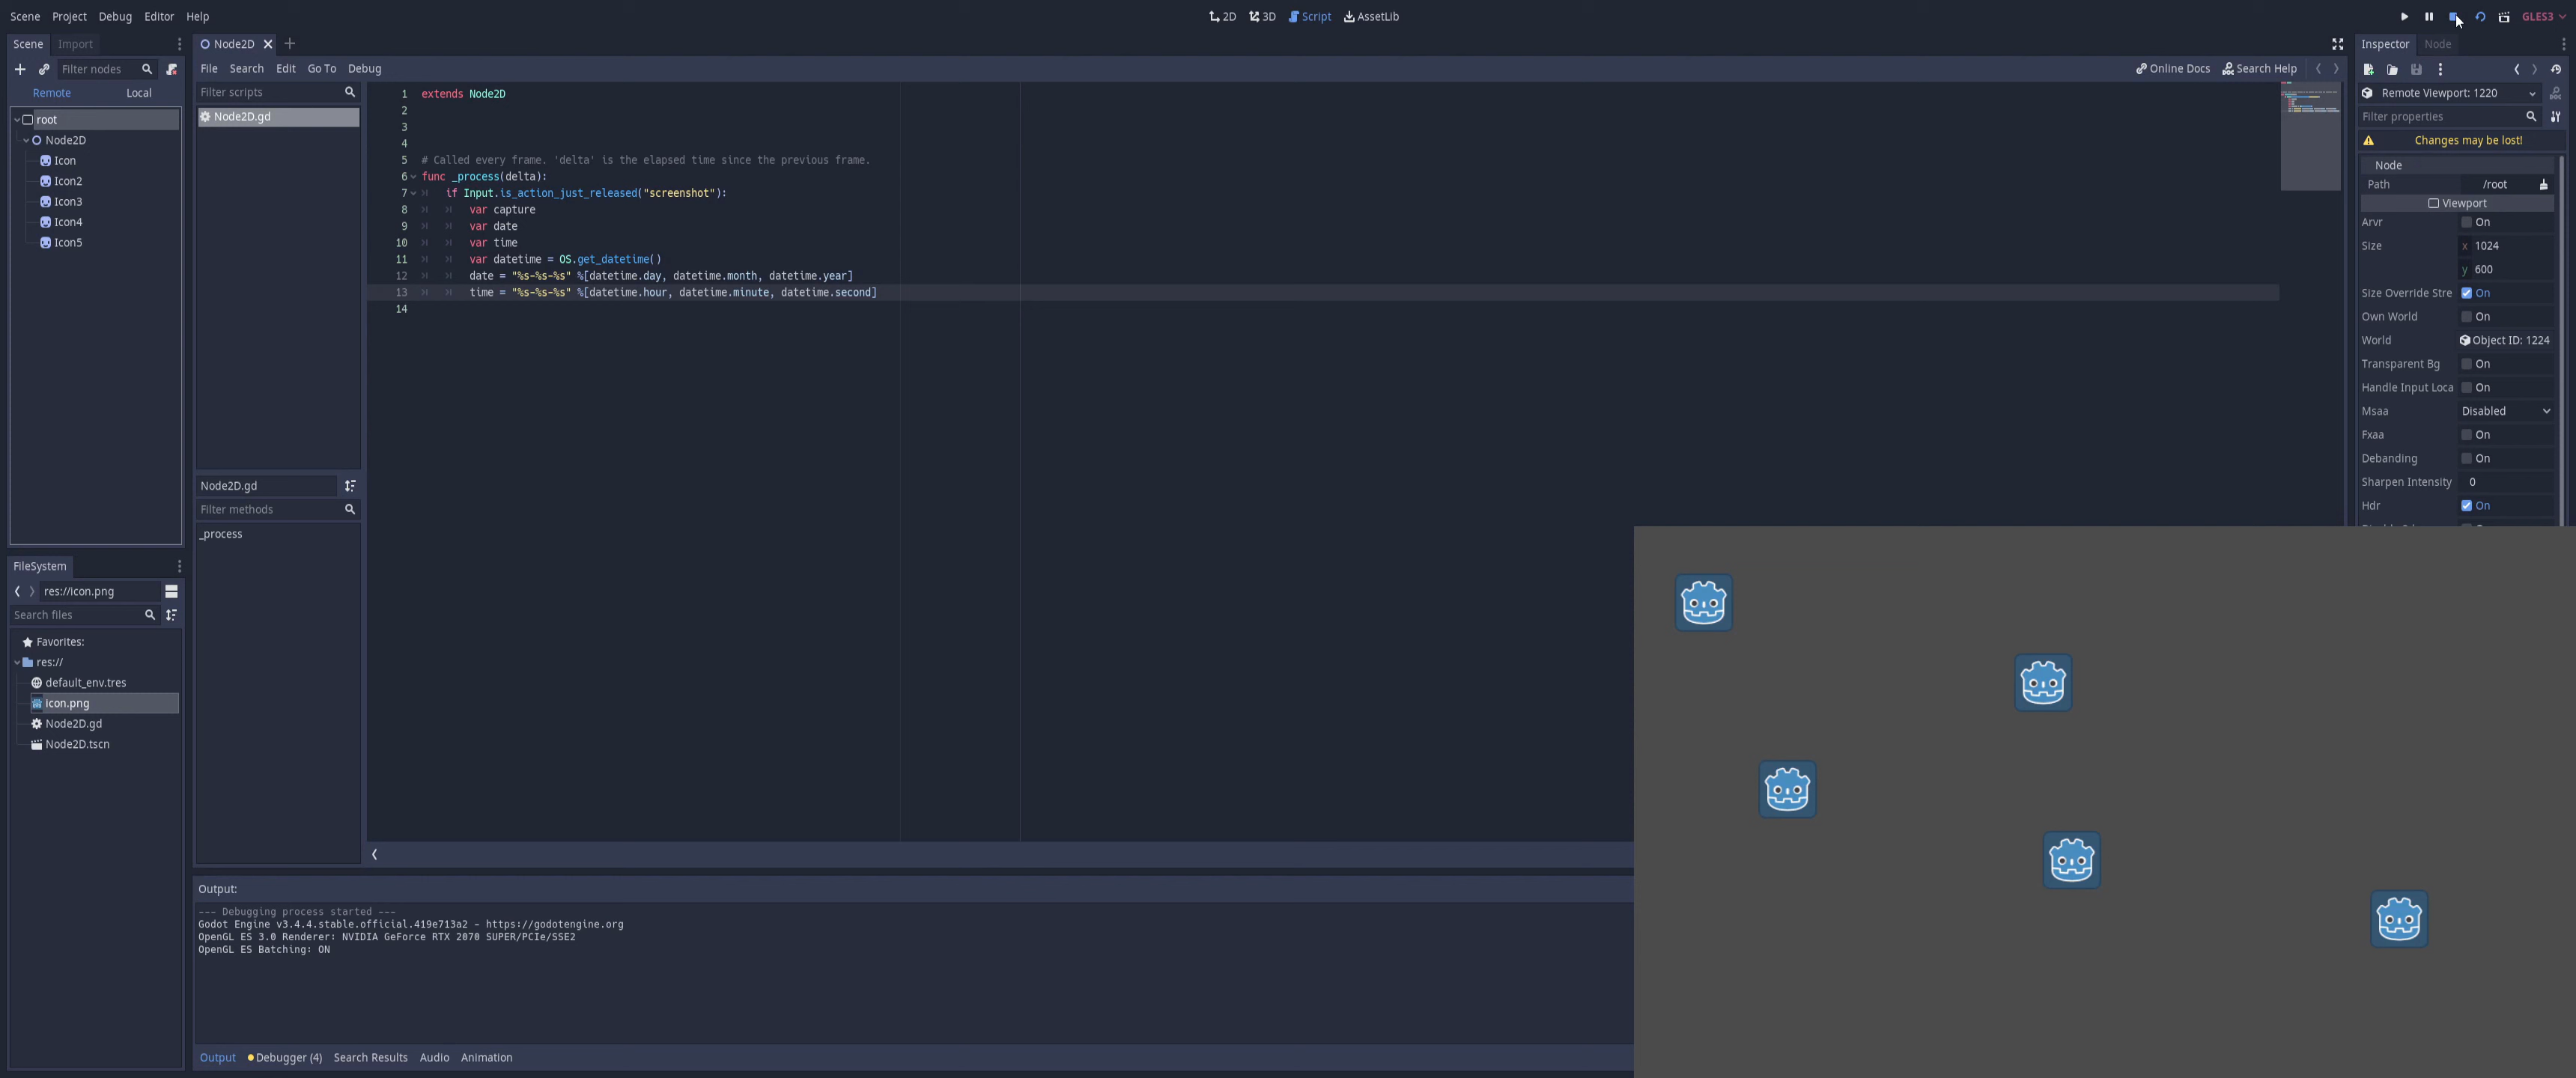 Scene Project Debug Editor Help
2D 3D Script AssetLib
GLES3
Scene Import
Filter nodes
Remote Local
root
Node2D
Icon
Icon2
Icon3
Icon4
Icon5
FileSystem
res://icon.png
Search files
Favorites:
res://
default_env.tres
icon.png
Node2D.gd
Node2D.tscn
Node2D
File Search Edit Go To Debug
Online Docs Search Help
Filter scripts
Node2D.gd
Node2D.gd
Filter methods
_process
1 extends Node2D
2
3
4
5 # Called every frame. 'delta' is the elapsed time since the previous frame.
6 func _process(delta):
7 if Input.is_action_just_released("screenshot"):
8 var capture
9 var date
10 var time
11 var datetime = OS.get_datetime()
12 date = "%s-%s-%s" %[datetime.day, datetime.month, datetime.year]
13 time = "%s-%s-%s" %[datetime.hour, datetime.minute, datetime.second]
14
Output:
--- Debugging process started ---
Godot Engine v3.4.4.stable.official.419e713a2 - https://godotengine.org
OpenGL ES 3.0 Renderer: NVIDIA GeForce RTX 2070 SUPER/PCIe/SSE2
OpenGL ES Batching: ON
Output Debugger (4) Search Results Audio Animation
Inspector Node
Remote Viewport: 1220
Filter properties
Changes may be lost!
Node
Path /root
Viewport
Arvr On
Size x 1024
y 600
Size Override Stre On
Own World On
World Object ID: 1224
Transparent Bg On
Handle Input Loca On
Msaa Disabled
Fxaa On
Debanding On
Sharpen Intensity 0
Hdr On